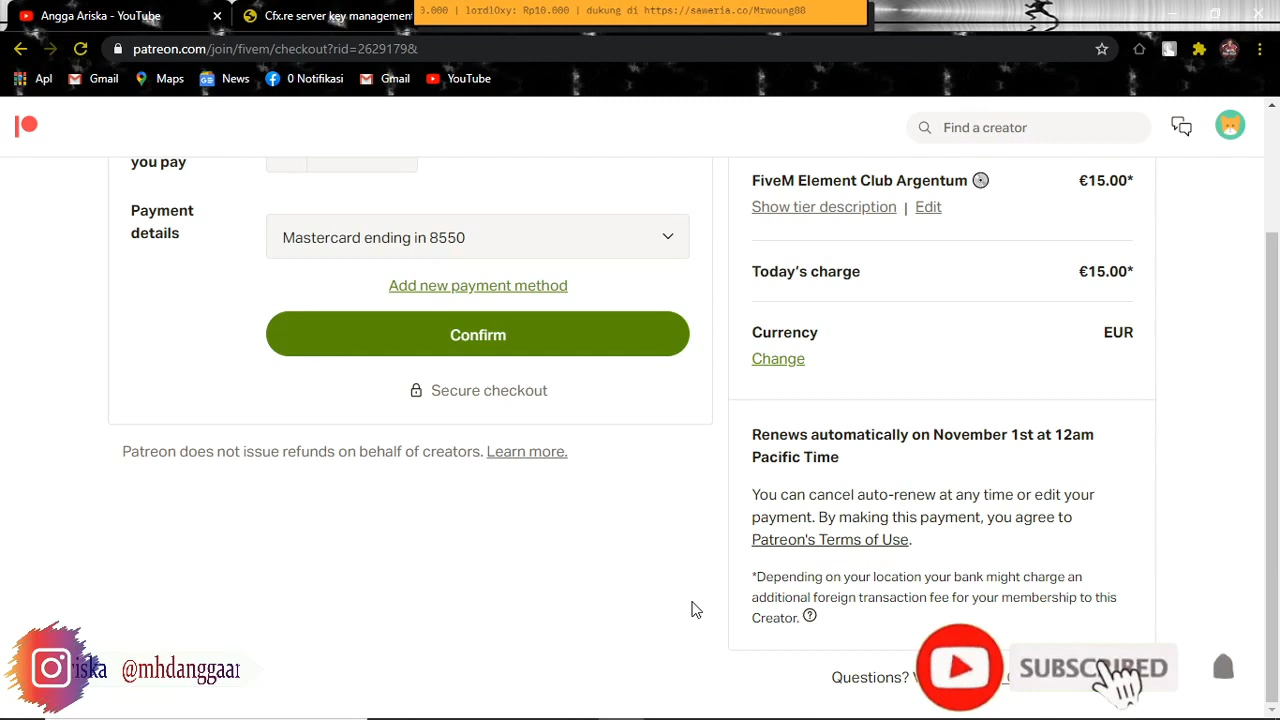 Angga Ariska - YouTube
Cfx.re server key management
3.000 | lordl0xy: Rp10.000 | dukung di https://saweria.co/Mrwoung88
patreon.com/join/fivem/checkout?rid=2629179&
Apl
Gmail
Maps
News
0 Notifikasi
Gmail
YouTube
Find a creator
you pay
Payment
details
Mastercard ending in 8550
Add new payment method
Confirm
Secure checkout
Patreon does not issue refunds on behalf of creators. Learn more.
FiveM Element Club Argentum €15.00*
Show tier description | Edit
Today's charge €15.00*
Currency EUR
Change
Renews automatically on November 1st at 12am
Pacific Time
You can cancel auto-renew at any time or edit your
payment. By making this payment, you agree to
Patreon's Terms of Use.
*Depending on your location your bank might charge an
additional foreign transaction fee for your membership to this
Creator.
Questions?
SUBSCRIBED
riska @mhdanggaar